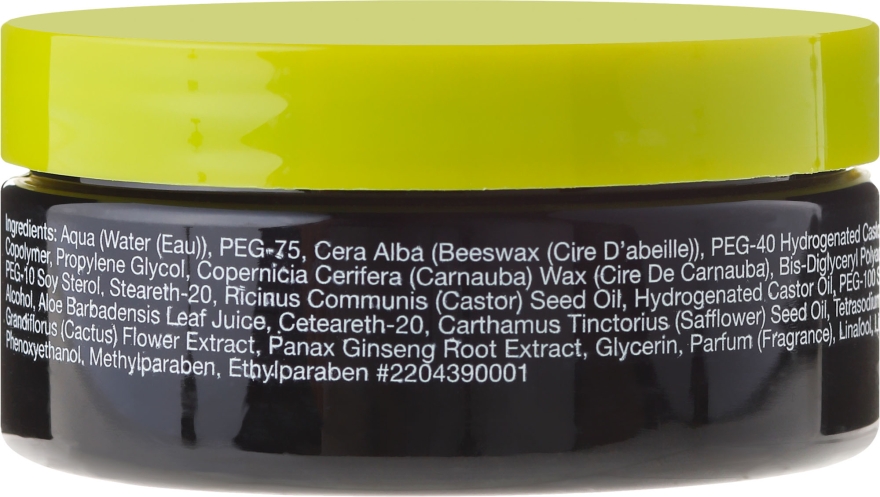 Ingredients: Aqua (Water (Eau)), PEG-75, Cera Alba (Beeswax (Cire D'abeille)), PEG-40 Hydrogenated
Copolymer, Propylene Glycol, Copernicia Cerifera (Carnauba) Wax (Cire De Carnauba), Bis-Diglyceryl
PEG-10 Soy Sterol, Steareth-20, Ricinus Communis (Castor) Seed Oil, Hydrogenated Castor Oil, PEG-100
Alcohol, Aloe Barbadensis Leaf Juice, Ceteareth-20, Carthamus Tinctorius (Safflower) Seed Oil,
Grandiflorus (Cactus) Flower Extract, Panax Ginseng Root Extract, Glycerin, Parfum (Fragrance), Linalool,
Phenoxyethanol, Methylparaben, Ethylparaben #2204390001